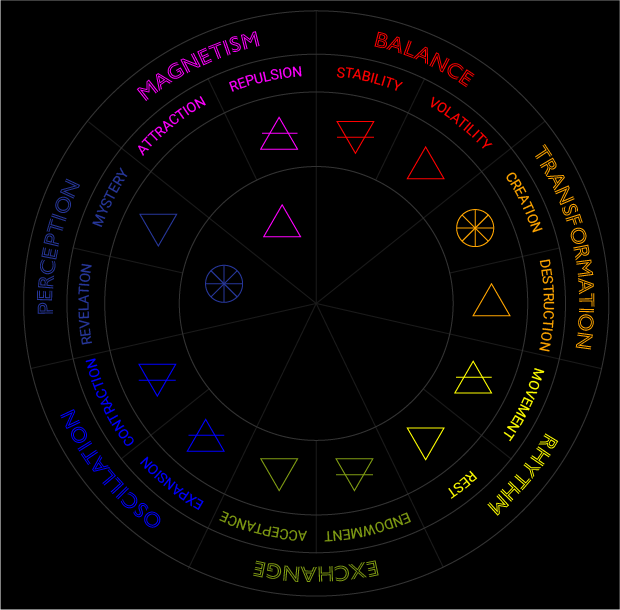 BALANCE
STABILITY
VOLATILITY
TRANSFORMATION
CREATION
DESTRUCTION
RHYTHM
MOVEMENT
REST
EXCHANGE
ENDOWMENT
ACCEPTANCE
OSCILLATION
EXPANSION
CONTRACTION
PERCEPTION
REVELATION
MYSTERY
MAGNETISM
ATTRACTION
REPULSION